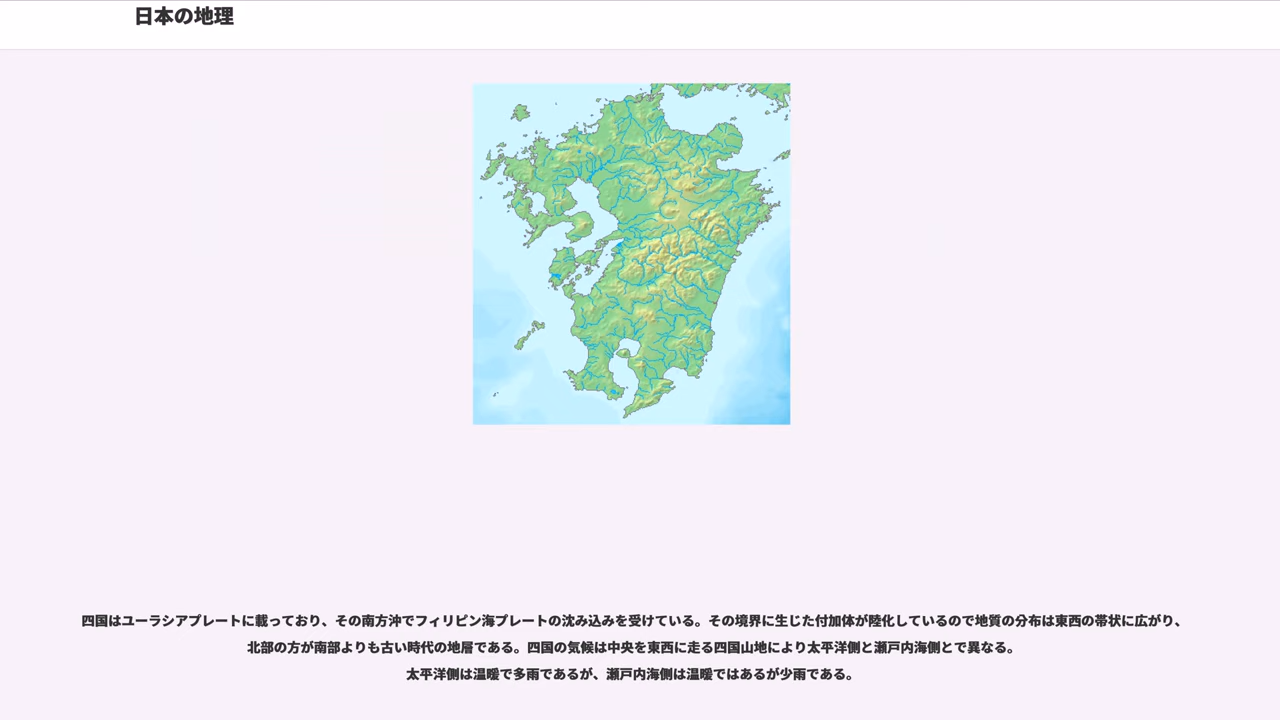 日本の地理
四国はユーラシアプレートに載っており、その南方沖でフィリピン海プレートの沈み込みを受けている。その境界に生じた付加体が陸化しているので地質の分布は東西の帯状に広がり、
北部の方が南部よりも古い時代の地層である。四国の気候は中央を東西に走る四国山地により太平洋側と瀬戸内海側とで異なる。
太平洋側は温暖で多雨であるが、瀬戸内海側は温暖ではあるが少雨である。